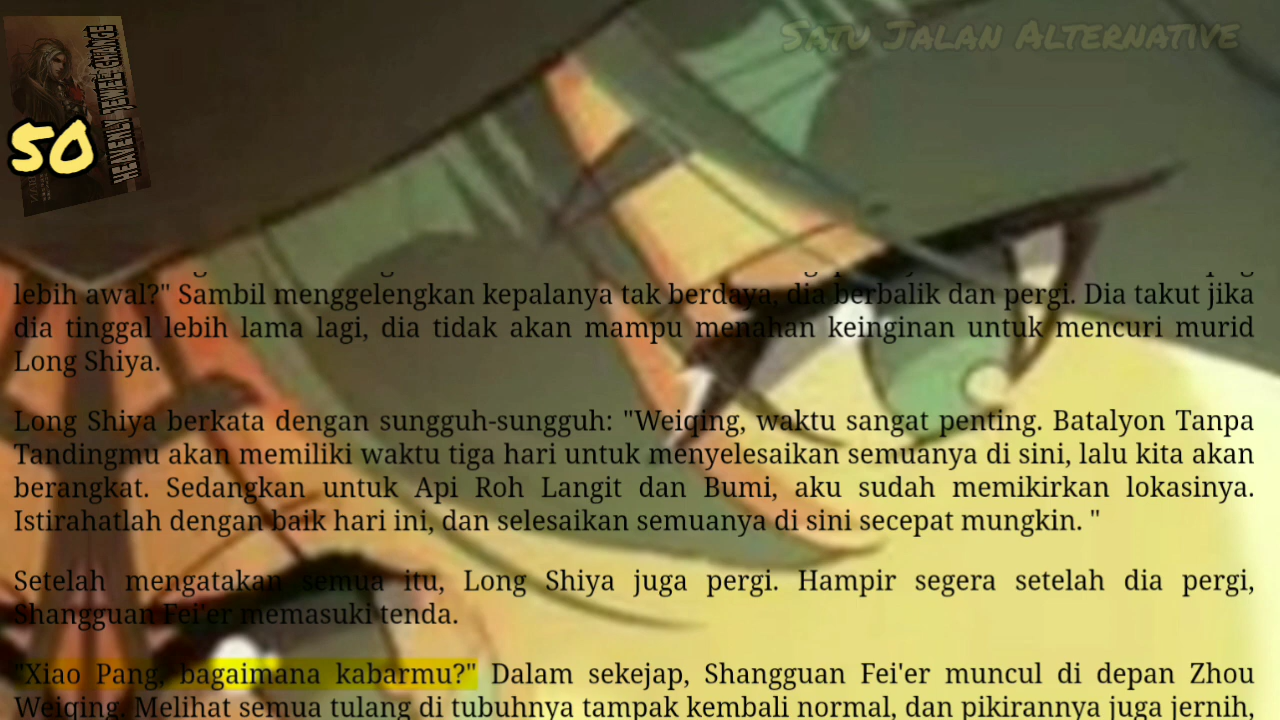 Satu Jalan Alternative
HEAVENLY JEWEL CHANGE
50
lebih awal?" Sambil menggelengkan kepalanya tak berdaya, dia berbalik dan pergi. Dia takut jika
dia tinggal lebih lama lagi, dia tidak akan mampu menahan keinginan untuk mencuri murid
Long Shiya.
Long Shiya berkata dengan sungguh-sungguh: "Weiqing, waktu sangat penting. Batalyon Tanpa
Tandingmu akan memiliki waktu tiga hari untuk menyelesaikan semuanya di sini, lalu kita akan
berangkat. Sedangkan untuk Api Roh Langit dan Bumi, aku sudah memikirkan lokasinya.
Istirahatlah dengan baik hari ini, dan selesaikan semuanya di sini secepat mungkin. "
Setelah mengatakan semua itu, Long Shiya juga pergi. Hampir segera setelah dia pergi,
Shangguan Fei'er memasuki tenda.
"Xiao Pang, bagaimana kabarmu?" Dalam sekejap, Shangguan Fei'er muncul di depan Zhou
Weiqing. Melihat semua tulang di tubuhnya tampak kembali normal, dan pikirannya juga jernih,